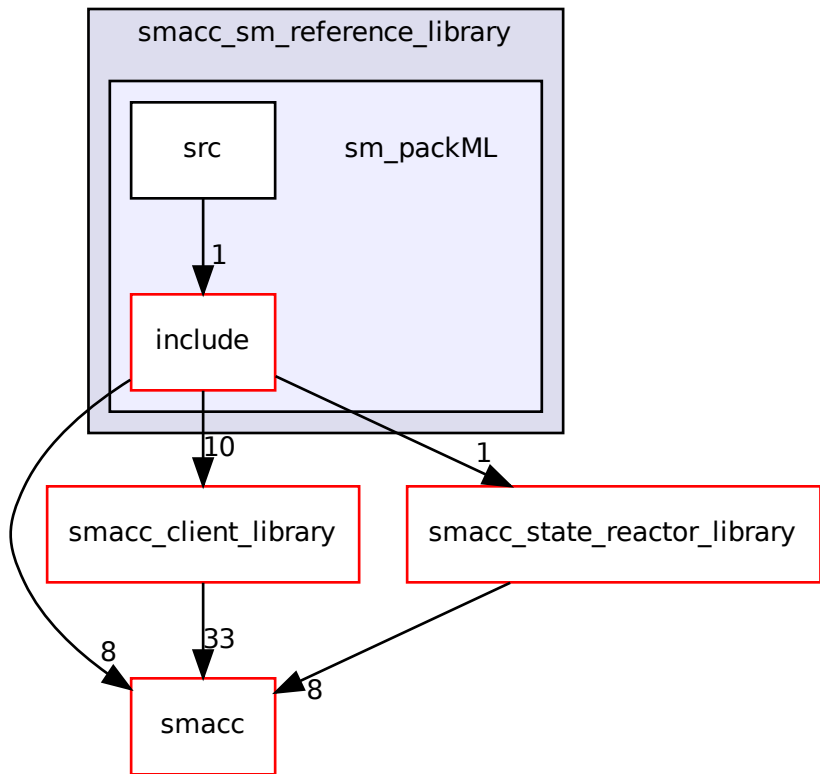 smacc_sm_reference_library
src
sm_packML
1
include
10
1
smacc_client_library
smacc_state_reactor_library
8
33
8
smacc